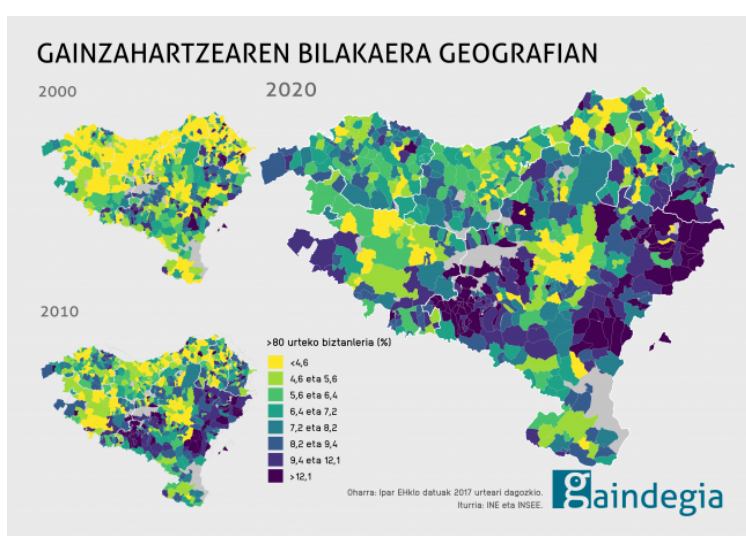 GAINZAHARTZEAREN BILAKAERA GEOGRAFIAN
2000
2020
2010
>80 urteko biztanleria (%)
<4,6
4,6 eta 5,6
5,6 eta 6,4
6,4 eta 7,2
7,2 eta 8,2
8,2 eta 9,4
9,4 eta 12,1
>12,1
Oharra: Ipar EHklo datuak 2017 urteari dagozkio.
Iturria: INE eta INSEE.
gaindegia